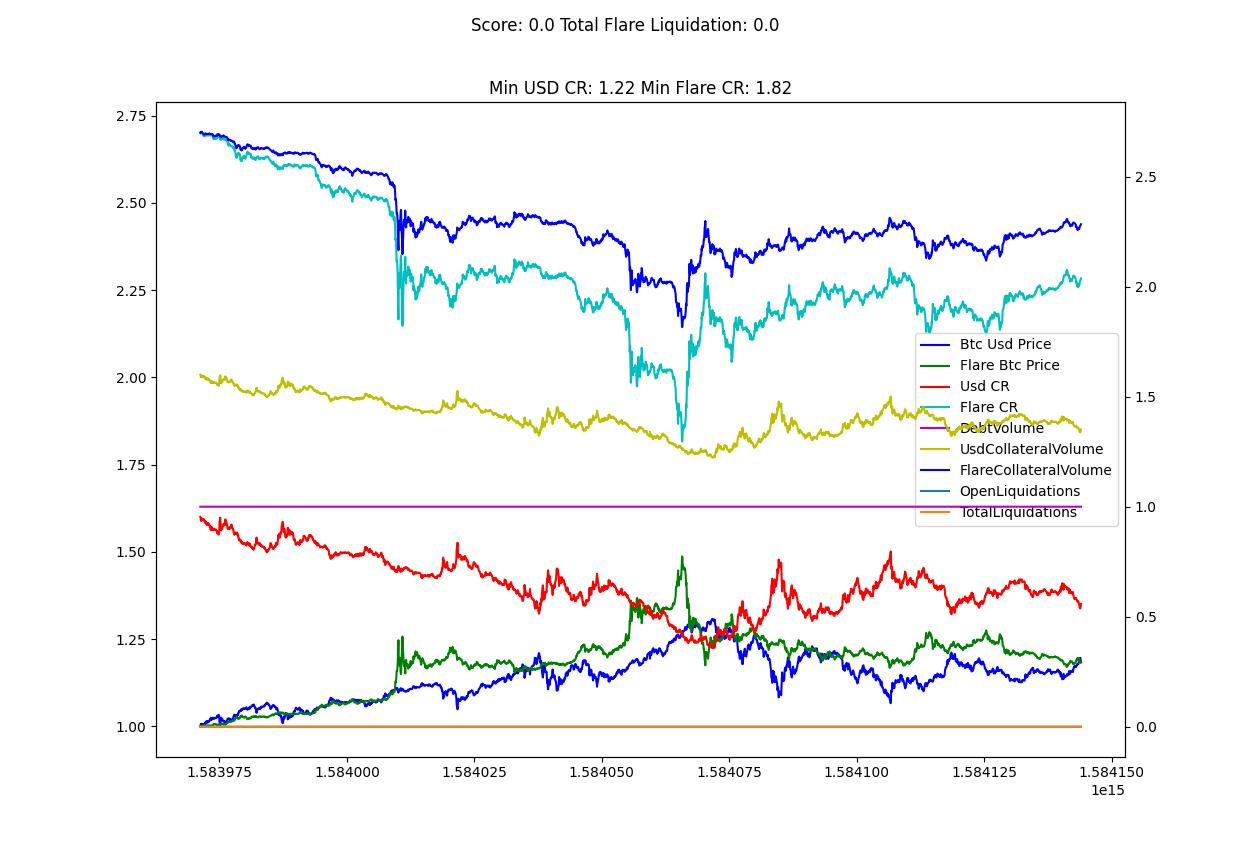 Score: 0.0 Total Flare Liquidation: 0.0
Min USD CR: 1.22 Min Flare CR: 1.82
2.75
2.50
2.25
2.00
1.75
1.50
1.25
1.00
2.5
2.0
1.5
1.0
0.5
0.0
Btc Usd Price
Flare Btc Price
Usd CR
Flare CR
DebtVolume
UsdCollateralVolume
FlareCollateralVolume
OpenLiquidations
TotalLiquidations
1.583975 1.584000 1.584025 1.584050 1.584075 1.584100 1.584125 1.584150
1e15